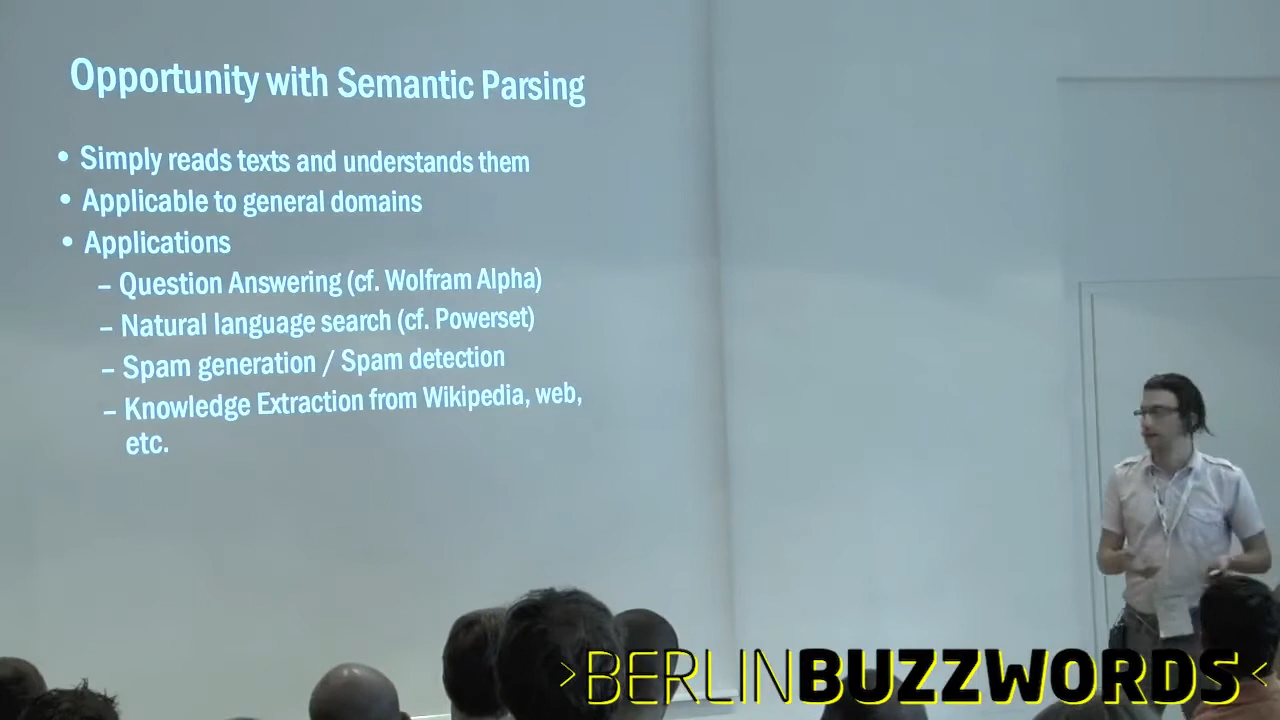 Opportunity with Semantic Parsing
• Simply reads texts and understands them
• Applicable to general domains
• Applications
– Question Answering (cf. Wolfram Alpha)
– Natural language search (cf. Powerset)
– Spam generation / Spam detection
– Knowledge Extraction from Wikipedia, web,
etc.
>BERLINBUZZWORDS<